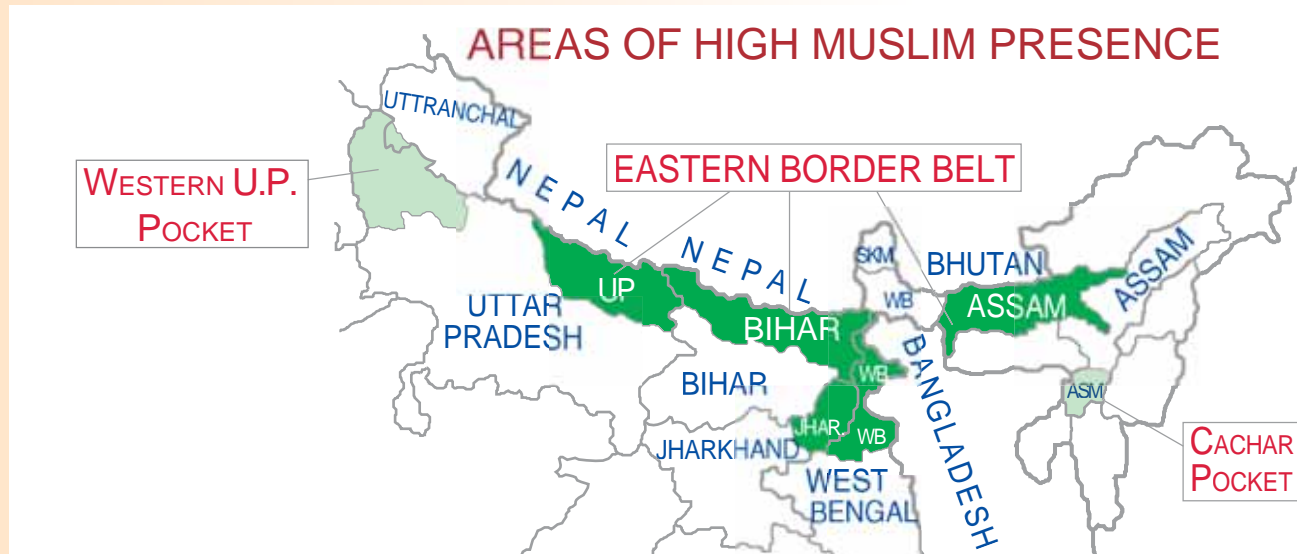 AREAS OF HIGH MUSLIM PRESENCE
UTTRANCHAL
WESTERN U.P.
POCKET
EASTERN BORDER BELT
NEPAL
NEPAL
SKM
BHUTAN
ASSAM
WB
UP
ASSAM
UTTAR
PRADESH
BIHAR
BANGLADESH
BIHAR
WB
ASM
JHAR.
WB
JHARKHAND
CACHAR
POCKET
WEST
BENGAL